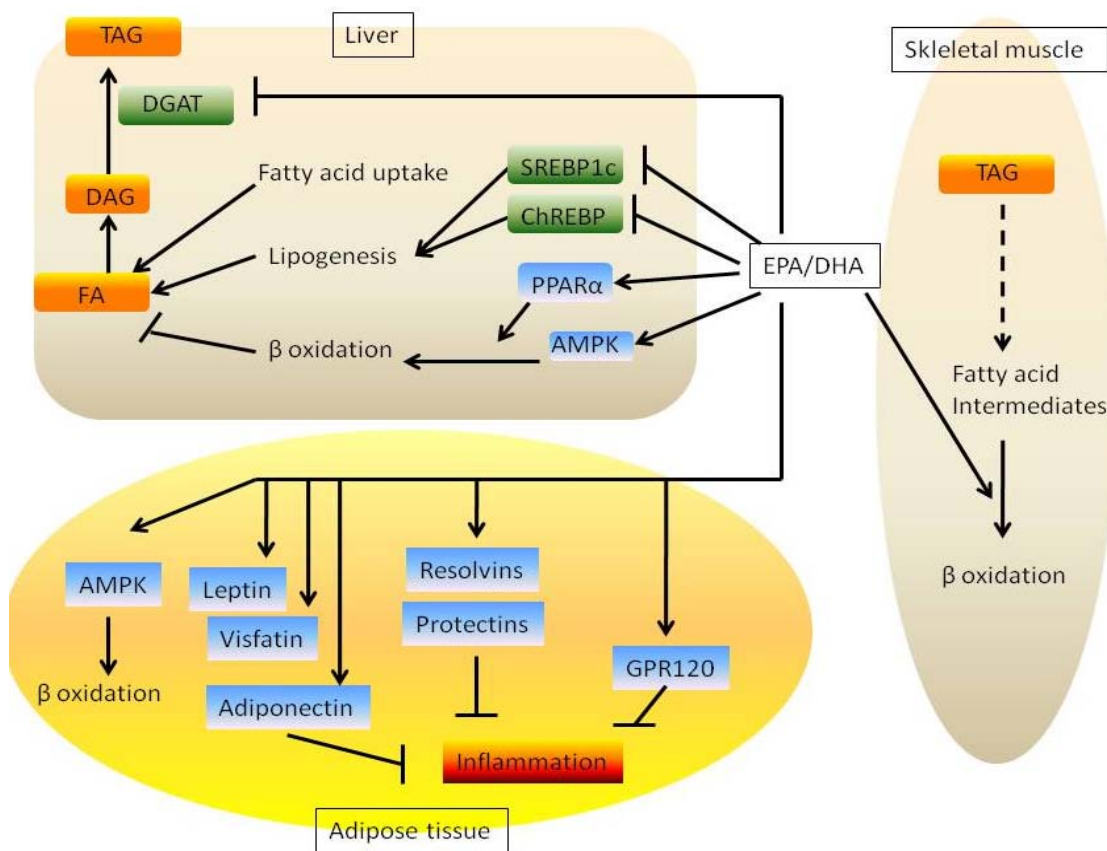 TAG
Liver
DGAT
Fatty acid uptake
SREBP1c
DAG
ChREBP
Lipogenesis
FA
PPARα
β oxidation
AMPK
EPA/DHA
Skleletal muscle
TAG
Fatty acid
Intermediates
β oxidation
AMPK
β oxidation
Leptin
Visfatin
Adiponectin
Resolvins
Protectins
GPR120
Inflammation
Adipose tissue